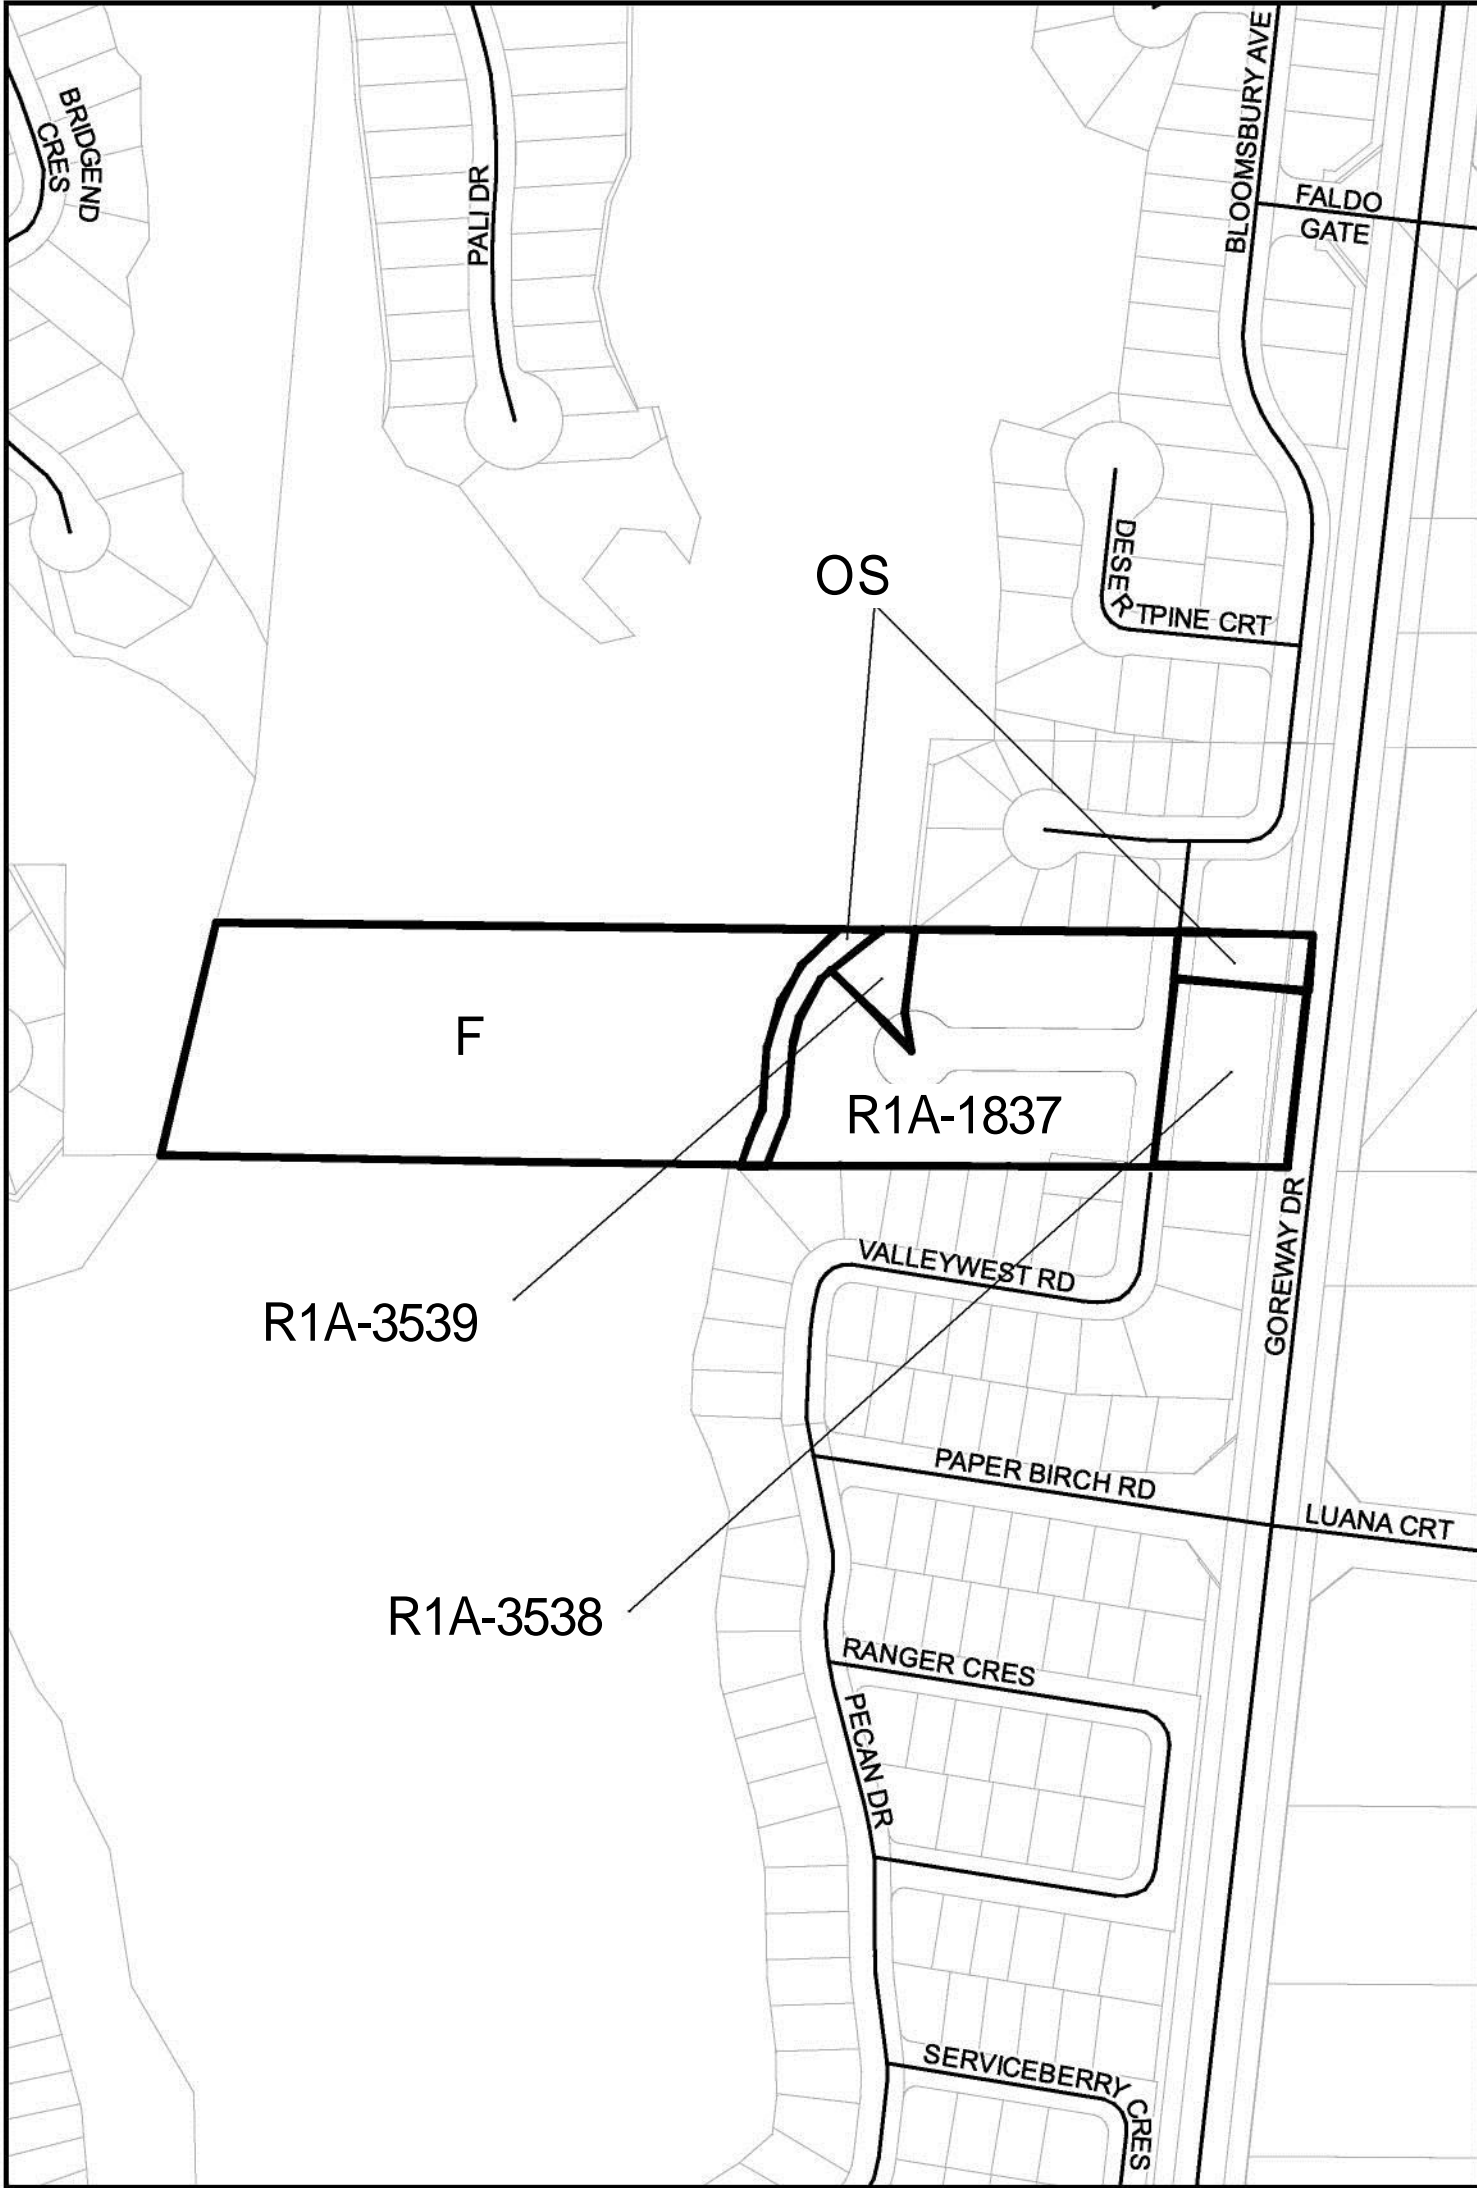 BLOOMSBURY AVE
BRIDGEND
CRES
PALI DR
FALDO
GATE
OS
DESERTPINE CRT
F
R1A-1837
R1A-3539
VALLEYWEST RD
GOREWAY DR
PAPER BIRCH RD
LUANA CRT
R1A-3538
RANGER CRES
PECAN DR
SERVICEBERRY CRES